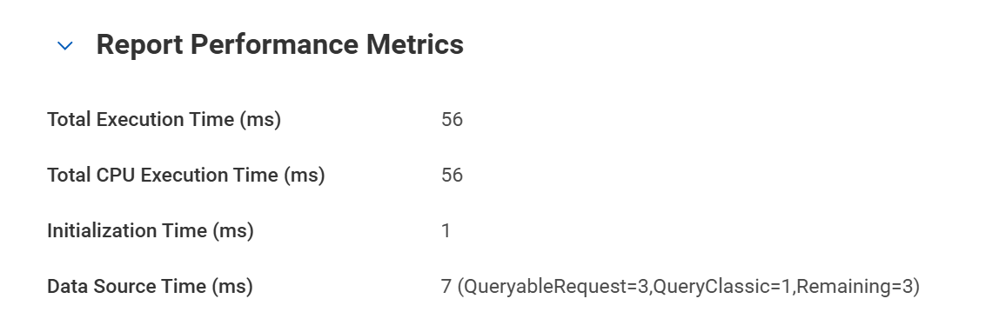 Report Performance Metrics
Total Execution Time (ms) 56
Total CPU Execution Time (ms) 56
Initialization Time (ms) 1
Data Source Time (ms) 7 (QueryableRequest=3,QueryClassic=1,Remaining=3)